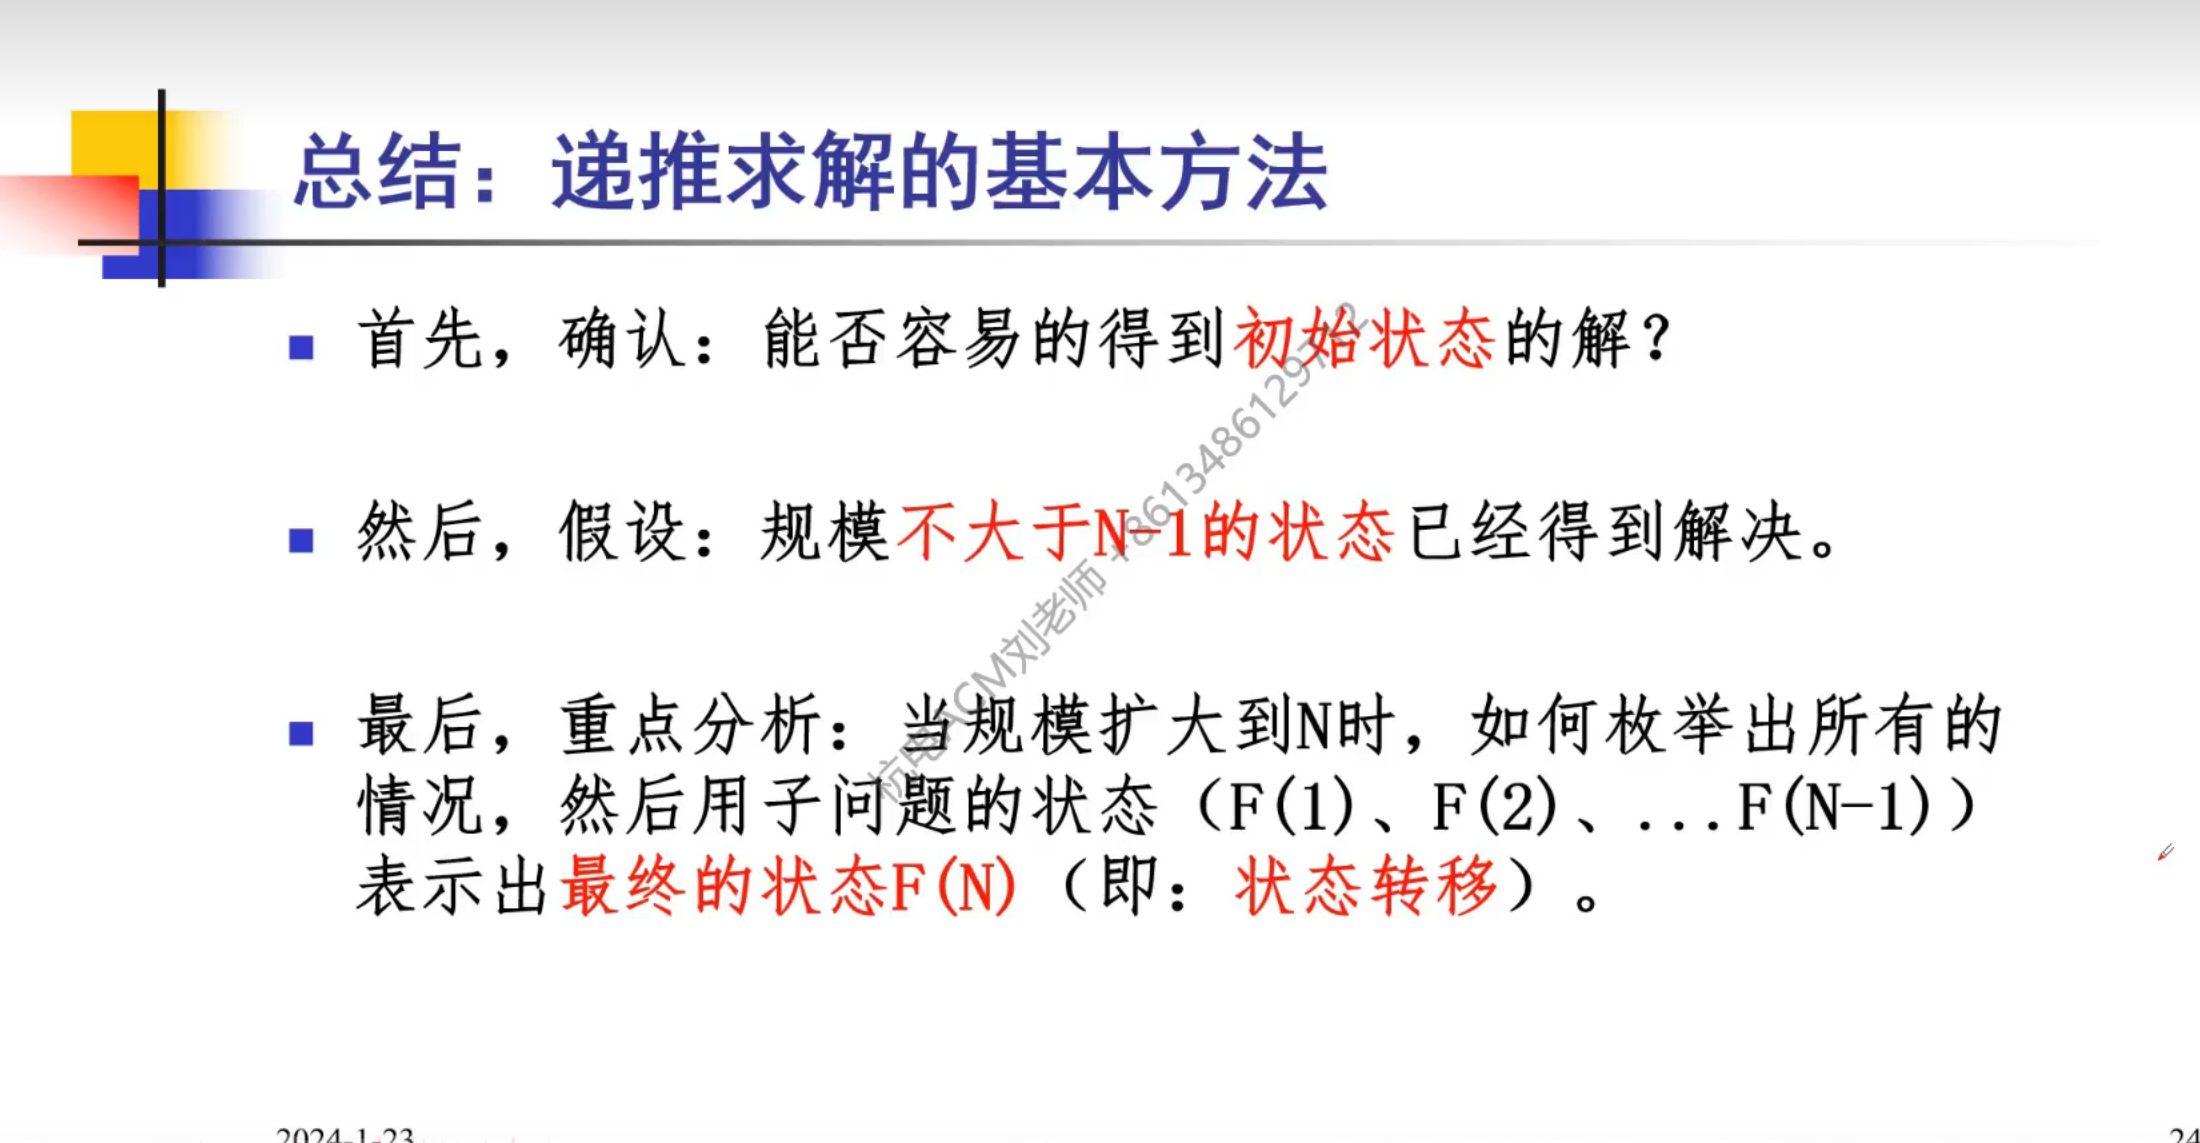 总结：递推求解的基本方法
首先，确认：能否容易的得到初始状态的解？
然后，假设：规模不大于N-1的状态已经得到解决。
最后，重点分析：当规模扩大到N时，如何枚举出所有的
情况，然后用子问题的状态（F(1)、F(2)、...F(N-1)）
表示出最终的状态F(N)（即：状态转移）。
杭电ACM刘老师
2024-1-23
24